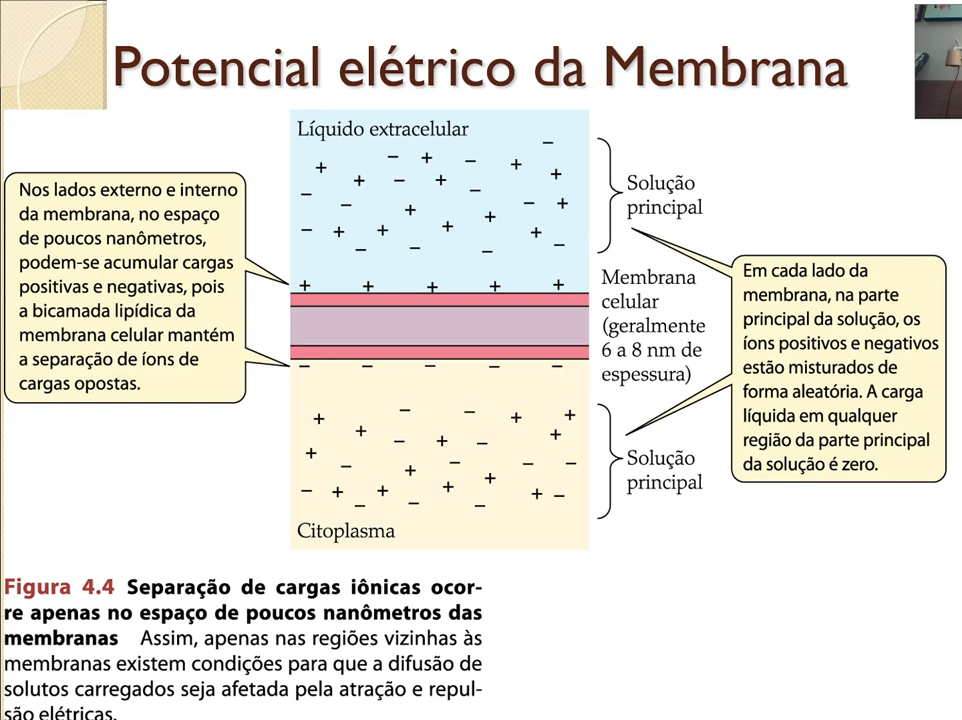 Potencial elétrico da Membrana
Líquido extracelular
Nos lados externo e interno
da membrana, no espaço
de poucos nanômetros,
podem-se acumular cargas
positivas e negativas, pois
a bicamada lipídica da
membrana celular mantém
a separação de íons de
cargas opostas.
Solução
principal
Membrana
celular
(geralmente
6 a 8 nm de
espessura)
Em cada lado da
membrana, na parte
principal da solução, os
íons positivos e negativos
estão misturados de
forma aleatória. A carga
líquida em qualquer
região da parte principal
da solução é zero.
Solução
principal
Citoplasma
Figura 4.4 Separação de cargas iônicas ocor-
re apenas no espaço de poucos nanômetros das
membranas Assim, apenas nas regiões vizinhas às
membranas existem condições para que a difusão de
solutos carregados seja afetada pela atração e repul-
são elétricas.